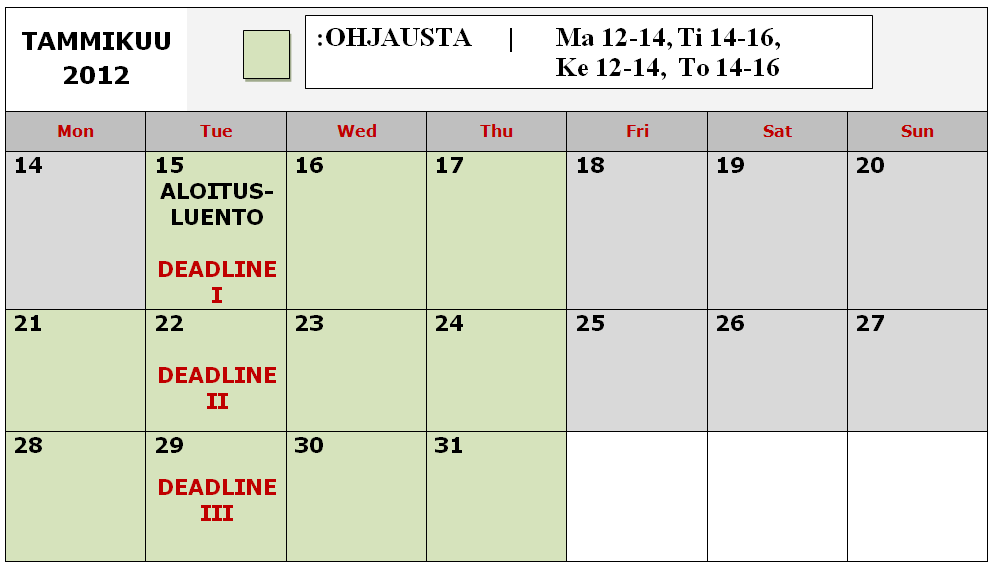 TAMMIKUU
2012
:OHJAUSTA | Ma 12-14, Ti 14-16,
Ke 12-14, To 14-16
Mon Tue Wed Thu Fri Sat Sun
14 15 16 17 18 19 20
ALOITUS-
LUENTO
DEADLINE
I
21 22 23 24 25 26 27
DEADLINE
II
28 29 30 31
DEADLINE
III